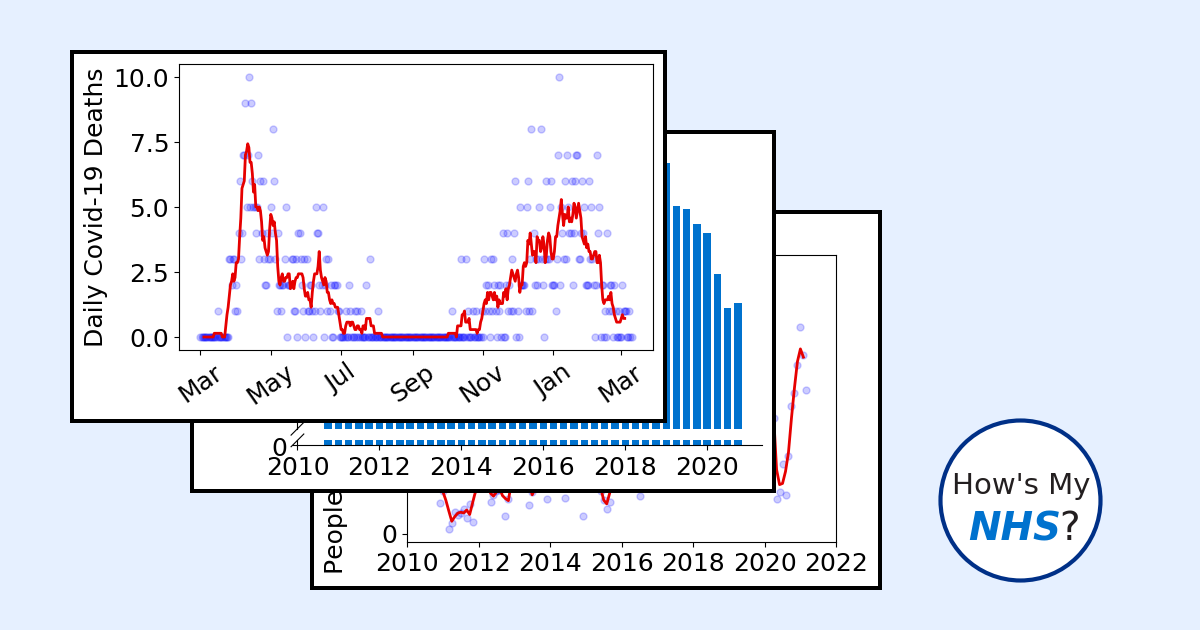 Daily Covid-19 Deaths
10.0
7.5
5.0
2.5
0.0
Mar May Jul Sep Nov Jan Mar
0
2010 2012 2014 2016 2018 2020
People
0
2010 2012 2014 2016 2018 2020 2022
How's My
NHS?